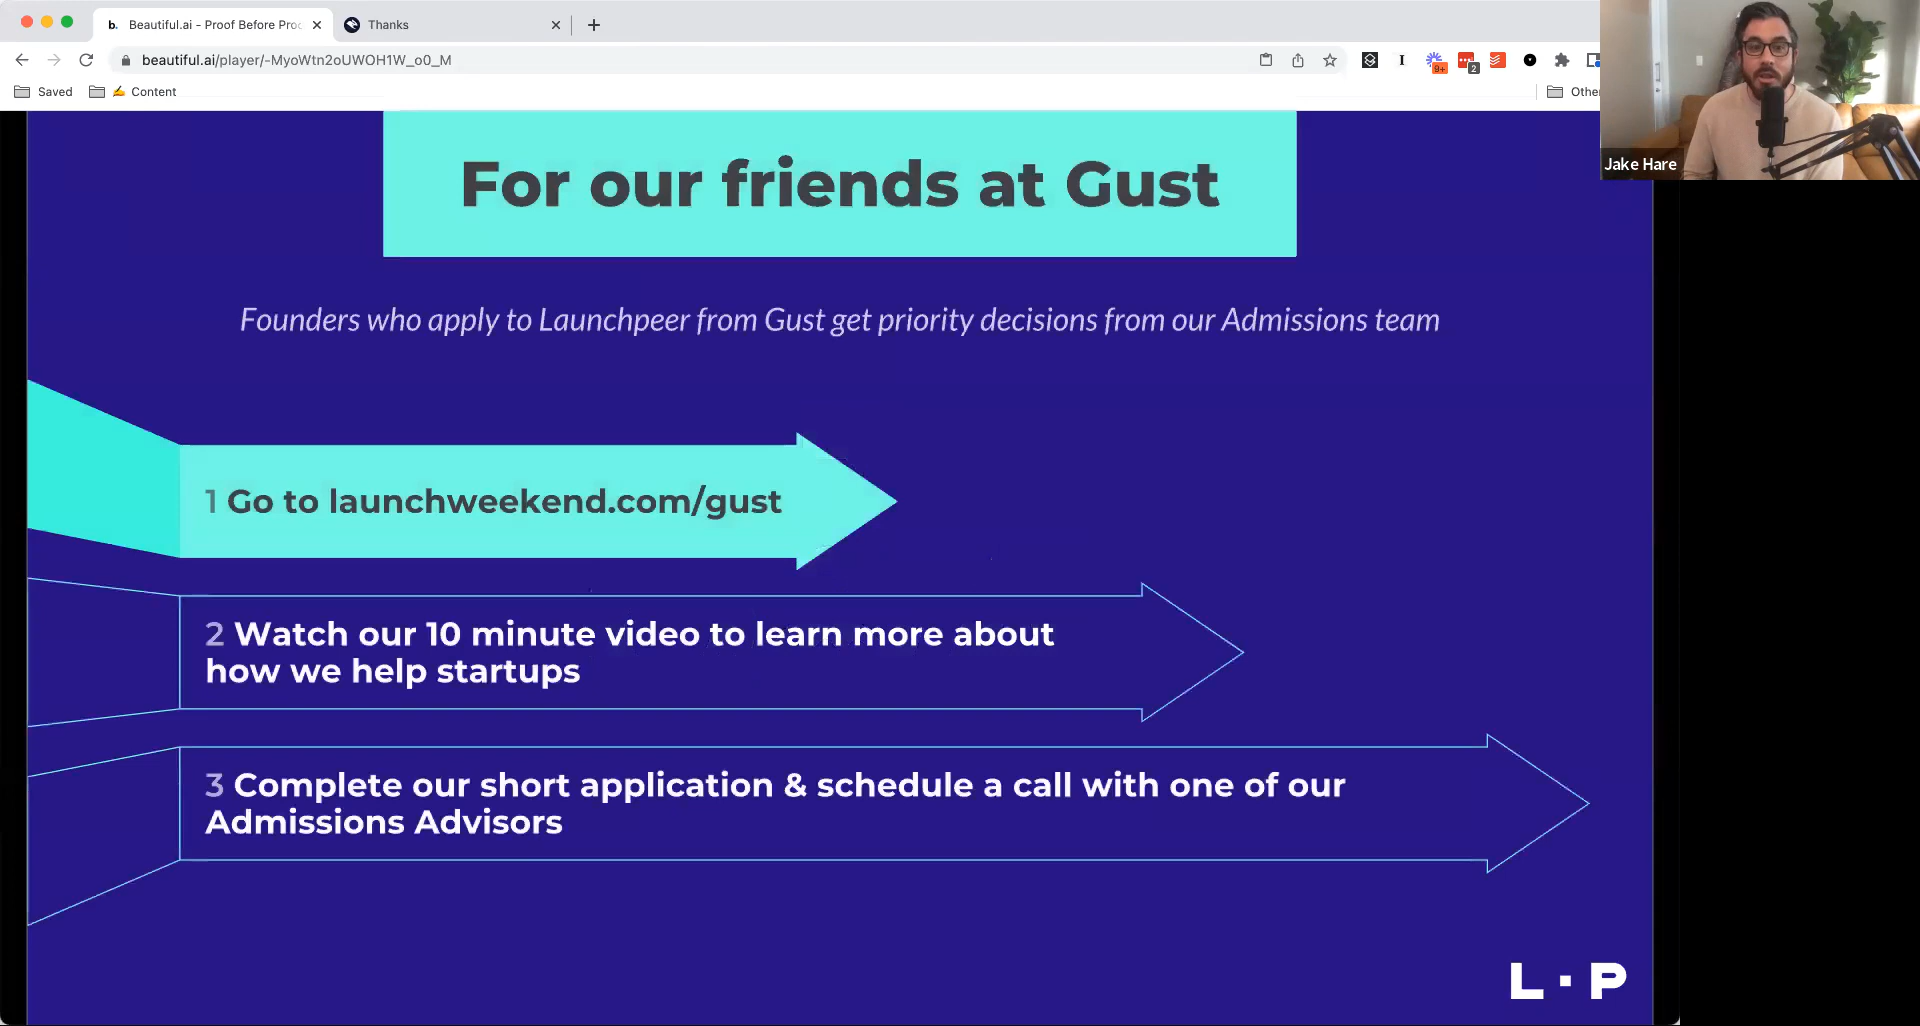 Beautiful.ai - Proof Before Proc
Thanks
beautiful.ai/player/-MyoWtn2oUWOH1W_o0_M
9+
2
Saved
✍ Content
Other
Jake Hare
For our friends at Gust
Founders who apply to Launchpeer from Gust get priority decisions from our Admissions team
1 Go to launchweekend.com/gust
2 Watch our 10 minute video to learn more about
how we help startups
3 Complete our short application & schedule a call with one of our
Admissions Advisors
L · P